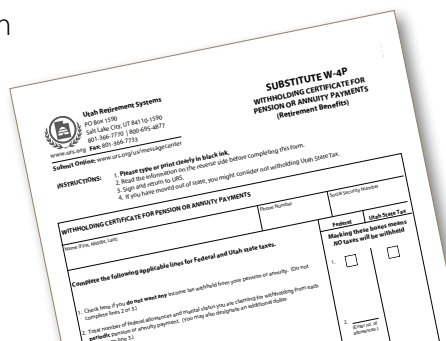 n
Utah Retirement Systems
PO Box 1590
Salt Lake City, UT 84110-1590
801-366-7770 | 800-695-4877
www.urs.org Fax: 801-366-7733
Submit Online: www.urs.org/us/messagecenter
SUBSTITUTE W-4P
WITHHOLDING CERTIFICATE FOR
PENSION OR ANNUITY PAYMENTS
(Retirement Benefits)
INSTRUCTIONS: 1. Please type or print clearly in black ink.
2. Read the information on the reverse side before completing this form.
3. Sign and return to URS.
4. If you have moved out of state, you might consider not withholding Utah State Tax.
WITHHOLDING CERTIFICATE FOR PENSION OR ANNUITY PAYMENTS
Name (First, Middle, Last)
Phone Number
Social Security Number
Complete the following applicable lines for Federal and Utah state taxes.
Federal Utah State Tax
Marking these boxes means
NO taxes will be withheld
1. Check here if you do not want any income tax withheld from your pension or annuity. (Do not
complete lines 2 or 3.)
1.
2. Total number of federal allowances and marital status you are claiming for withholding from each
periodic pension or annuity payment. (You may also designate an additional dollar
line 3.)
2.
(Enter no. of
allowances.)